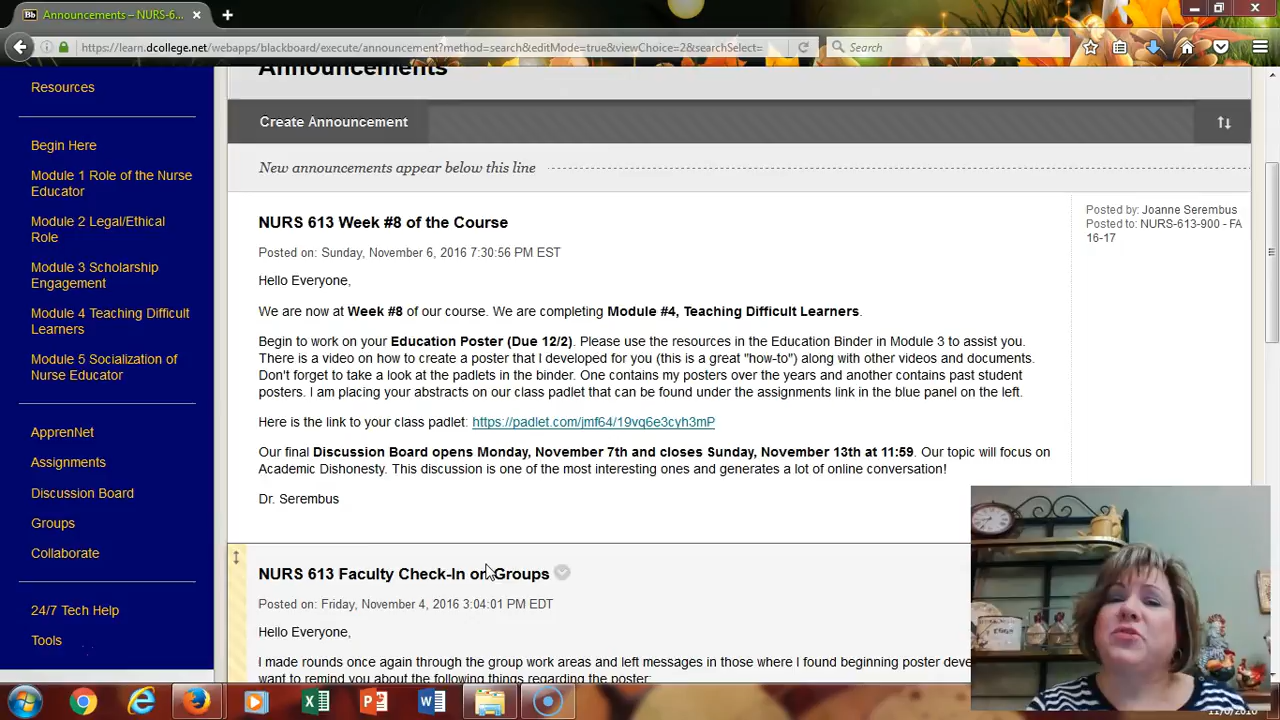 Announcements – NURS-6...
https://learn.dcollege.net/webapps/blackboard/execute/announcement?method=search&editMode=true&viewChoice=2&searchSelect=
Search
Announcements
Resources
Begin Here
Module 1 Role of the Nurse
Educator
Module 2 Legal/Ethical
Role
Module 3 Scholarship
Engagement
Module 4 Teaching Difficult
Learners
Module 5 Socialization of
Nurse Educator
ApprenNet
Assignments
Discussion Board
Groups
Collaborate
24/7 Tech Help
Tools
Create Announcement
New announcements appear below this line
NURS 613 Week #8 of the Course
Posted on: Sunday, November 6, 2016 7:30:56 PM EST
Posted by: Joanne Serembus
Posted to: NURS-613-900 - FA
16-17
Hello Everyone,
We are now at Week #8 of our course. We are completing Module #4, Teaching Difficult Learners.
Begin to work on your Education Poster (Due 12/2). Please use the resources in the Education Binder in Module 3 to assist you.
There is a video on how to create a poster that I developed for you (this is a great "how-to") along with other videos and documents.
Don't forget to take a look at the padlets in the binder. One contains my posters over the years and another contains past student
posters. I am placing your abstracts on our class padlet that can be found under the assignments link in the blue panel on the left.
Here is the link to your class padlet: https://padlet.com/jmf64/19vq6e3cyh3mP
Our final Discussion Board opens Monday, November 7th and closes Sunday, November 13th at 11:59. Our topic will focus on
Academic Dishonesty. This discussion is one of the most interesting ones and generates a lot of online conversation!
Dr. Serembus
NURS 613 Faculty Check-In on Groups
Posted on: Friday, November 4, 2016 3:04:01 PM EDT
Hello Everyone,
I made rounds once again through the group work areas and left messages in those where I found beginning poster deve
want to remind you about the following things regarding the poster: